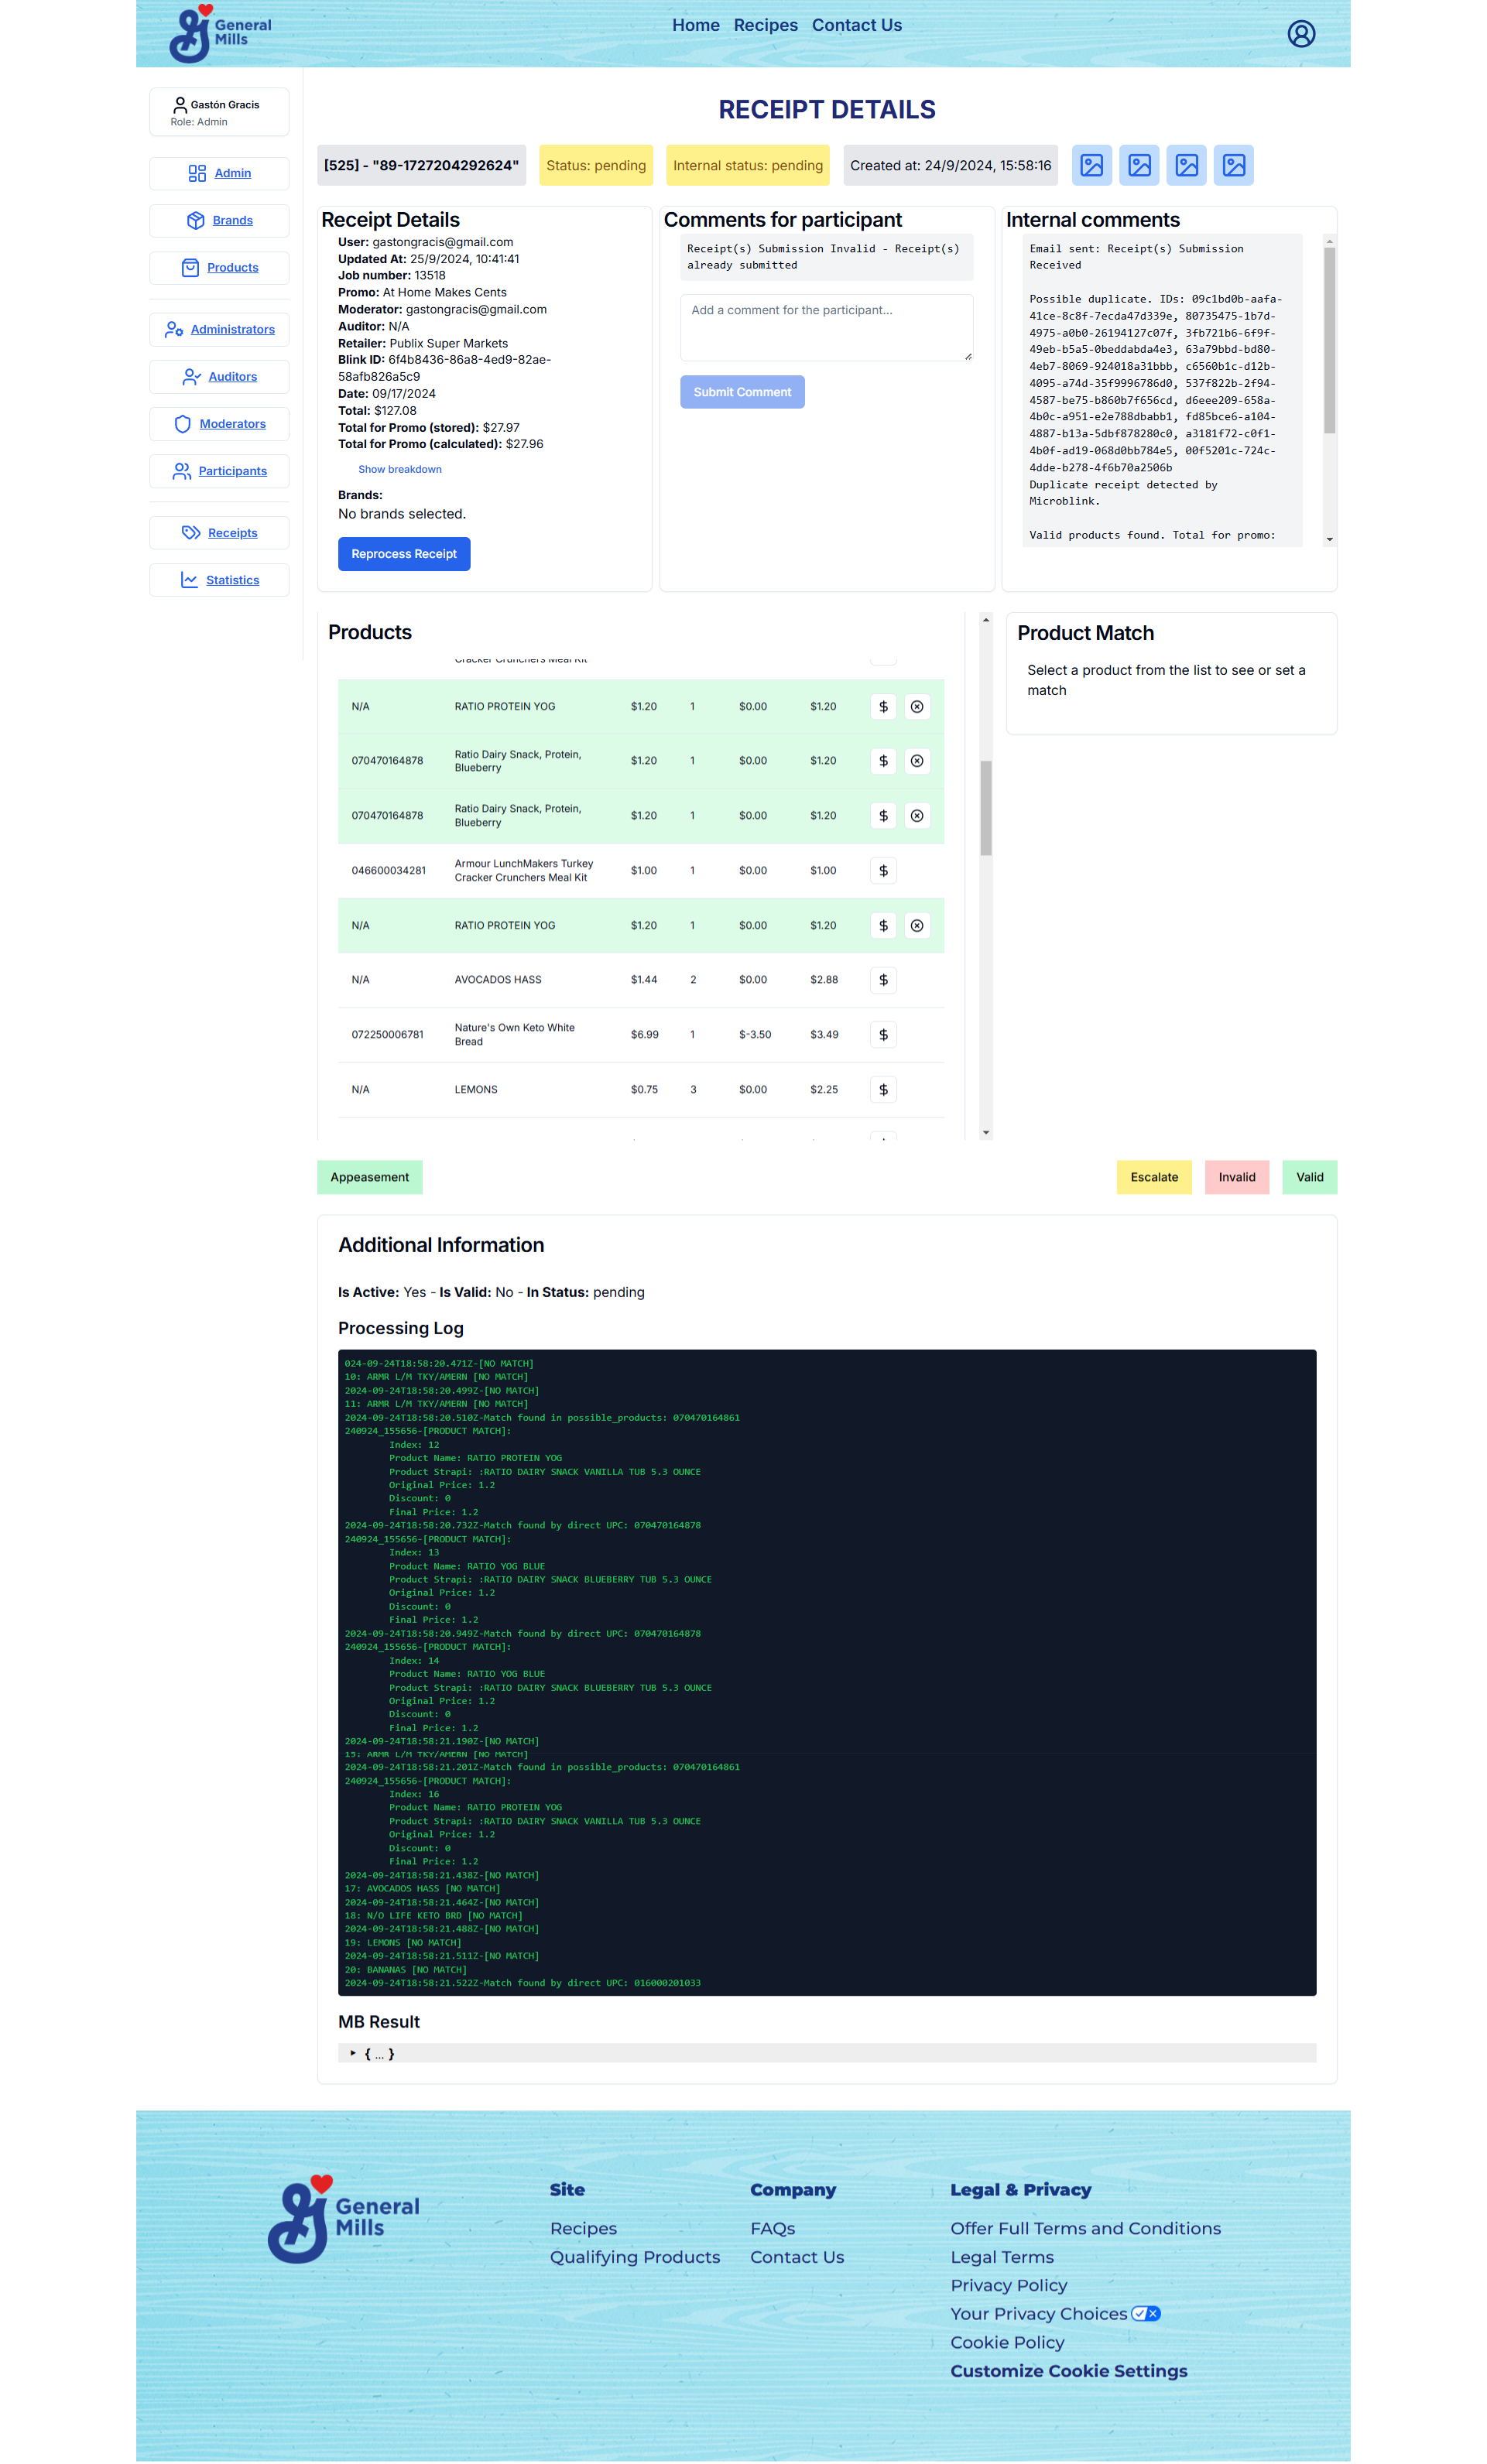 General
Mills
Home Recipes Contact Us
Gastón Gracis
Role: Admin
Admin
Brands
Products
Administrators
Auditors
Moderators
Participants
Receipts
Statistics
RECEIPT DETAILS
[525] - "89-1727204292624"
Status: pending
Internal status: pending
Created at: 24/9/2024, 15:58:16
Receipt Details
User: gastongracis@gmail.com
Updated At: 25/9/2024, 10:41:41
Job number: 13518
Promo: At Home Makes Cents
Moderator: gastongracis@gmail.com
Auditor: N/A
Retailer: Publix Super Markets
Blink ID: 6f4b8436-86a8-4ed9-82ae-
58afb826a5c9
Date: 09/17/2024
Total: $127.08
Total for Promo (stored): $27.97
Total for Promo (calculated): $27.96
Show breakdown
Brands:
No brands selected.
Reprocess Receipt
Comments for participant
Receipt(s) Submission Invalid - Receipt(s)
already submitted
Add a comment for the participant...
Submit Comment
Internal comments
Email sent: Receipt(s) Submission
Received
Possible duplicate. IDs: 09c1bd0b-aafa-
41ce-8c8f-7ecda47d339e, 80735475-1b7d-
4975-a0b0-26194127c07f, 3fb721b6-6f9f-
49eb-b5a5-0beddabda4e3, 63a79bbd-bd80-
4eb7-8069-924018a31bbb, c6560b1c-d12b-
4095-a74d-35f9996786d0, 537f822b-2f94-
4587-be75-b860b7f656cd, d6eee209-658a-
4b0c-a951-e2e788dbabb1, fd85bce6-a104-
4887-b13a-5dbf878280c0, a3181f72-c0f1-
4b0f-ad19-068d0bb784e5, 00f5201c-724c-
4dde-b278-4f6b70a2506b
Duplicate receipt detected by
Microblink.
Valid products found. Total for promo:
Products
Cracker Crunchers Meal Kit
N/A RATIO PROTEIN YOG $1.20 1 $0.00 $1.20
070470164878 Ratio Dairy Snack, Protein,
Blueberry $1.20 1 $0.00 $1.20
070470164878 Ratio Dairy Snack, Protein,
Blueberry $1.20 1 $0.00 $1.20
046600034281 Armour LunchMakers Turkey
Cracker Crunchers Meal Kit $1.00 1 $0.00 $1.00
N/A RATIO PROTEIN YOG $1.20 1 $0.00 $1.20
N/A AVOCADOS HASS $1.44 2 $0.00 $2.88
072250006781 Nature's Own Keto White
Bread $6.99 1 $-3.50 $3.49
N/A LEMONS $0.75 3 $0.00 $2.25
Product Match
Select a product from the list to see or set a
match
Appeasement
Escalate
Invalid
Valid
Additional Information
Is Active: Yes - Is Valid: No - In Status: pending
Processing Log
024-09-24T18:58:20.471Z-[NO MATCH]
10: ARMR L/M TKY/AMERN [NO MATCH]
2024-09-24T18:58:20.499Z-[NO MATCH]
11: ARMR L/M TKY/AMERN [NO MATCH]
2024-09-24T18:58:20.510Z-Match found in possible_products: 070470164861
240924_155656-[PRODUCT MATCH]:
Index: 12
Product Name: RATIO PROTEIN YOG
Product Strapi: :RATIO DAIRY SNACK VANILLA TUB 5.3 OUNCE
Original Price: 1.2
Discount: 0
Final Price: 1.2
2024-09-24T18:58:20.732Z-Match found by direct UPC: 070470164878
240924_155656-[PRODUCT MATCH]:
Index: 13
Product Name: RATIO YOG BLUE
Product Strapi: :RATIO DAIRY SNACK BLUEBERRY TUB 5.3 OUNCE
Original Price: 1.2
Discount: 0
Final Price: 1.2
2024-09-24T18:58:20.949Z-Match found by direct UPC: 070470164878
240924_155656-[PRODUCT MATCH]:
Index: 14
Product Name: RATIO YOG BLUE
Product Strapi: :RATIO DAIRY SNACK BLUEBERRY TUB 5.3 OUNCE
Original Price: 1.2
Discount: 0
Final Price: 1.2
2024-09-24T18:58:21.190Z-[NO MATCH]
15: ARMR L/M TKY/AMERN [NO MATCH]
2024-09-24T18:58:21.201Z-Match found in possible_products: 070470164861
240924_155656-[PRODUCT MATCH]:
Index: 16
Product Name: RATIO PROTEIN YOG
Product Strapi: :RATIO DAIRY SNACK VANILLA TUB 5.3 OUNCE
Original Price: 1.2
Discount: 0
Final Price: 1.2
2024-09-24T18:58:21.438Z-[NO MATCH]
17: AVOCADOS HASS [NO MATCH]
2024-09-24T18:58:21.464Z-[NO MATCH]
18: N/O LIFE KETO BRD [NO MATCH]
2024-09-24T18:58:21.488Z-[NO MATCH]
19: LEMONS [NO MATCH]
2024-09-24T18:58:21.511Z-[NO MATCH]
20: BANANAS [NO MATCH]
2024-09-24T18:58:21.522Z-Match found by direct UPC: 016000201033
MB Result
{ ... }
General
Mills
Site
Recipes
Qualifying Products
Company
FAQs
Contact Us
Legal & Privacy
Offer Full Terms and Conditions
Legal Terms
Privacy Policy
Your Privacy Choices
Cookie Policy
Customize Cookie Settings